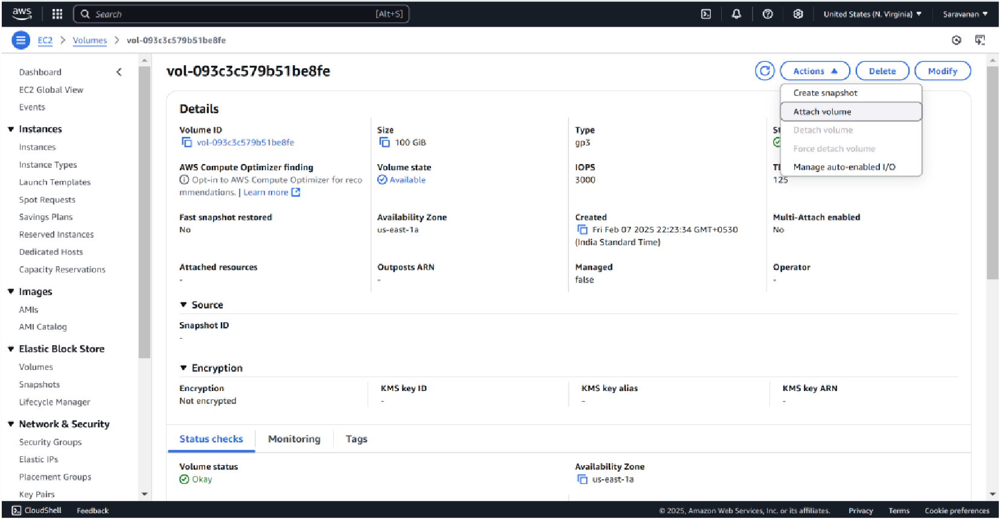 aws
Search [Alt+S]
United States (N. Virginia)
Saravanan
EC2 > Volumes > vol-093c3c579b51be8fe
Dashboard
EC2 Global View
Events
Instances
Instances
Instance Types
Launch Templates
Spot Requests
Savings Plans
Reserved Instances
Dedicated Hosts
Capacity Reservations
Images
AMIs
AMI Catalog
Elastic Block Store
Volumes
Snapshots
Lifecycle Manager
Network & Security
Security Groups
Elastic IPs
Placement Groups
Key Pairs
vol-093c3c579b51be8fe
Actions
Delete
Modify
Create snapshot
Attach volume
Detach volume
Force detach volume
Manage auto-enabled I/O
Details
Volume ID
vol-093c3c579b51be8fe
Size
100 GiB
Type
gp3
AWS Compute Optimizer finding
Opt-in to AWS Compute Optimizer for reco
mmendations. | Learn more
Volume state
Available
IOPS
3000
125
Fast snapshot restored
No
Availability Zone
us-east-1a
Created
Fri Feb 07 2025 22:23:34 GMT+0530
(India Standard Time)
Multi-Attach enabled
No
Attached resources
-
Outposts ARN
-
Managed
false
Operator
-
Source
Snapshot ID
-
Encryption
Encryption
Not encrypted
KMS key ID
-
KMS key alias
-
KMS key ARN
-
Status checks
Monitoring
Tags
Volume status
Okay
Availability Zone
us-east-1a
CloudShell
Feedback
© 2025, Amazon Web Services, Inc. or its affiliates.
Privacy
Terms
Cookie preferences